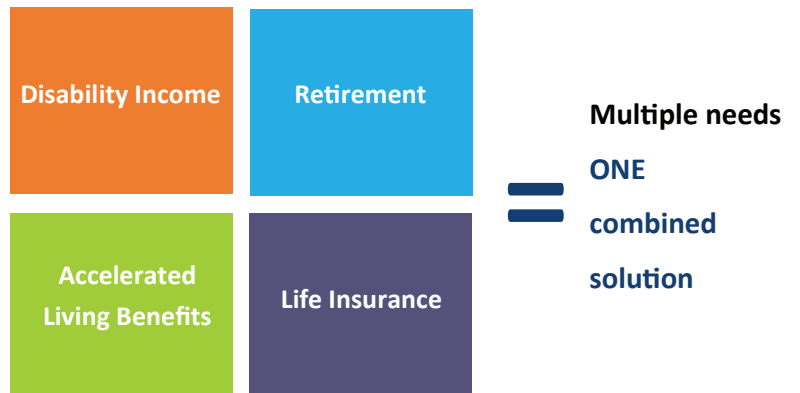 Disability Income
Retirement
Accelerated
Living Benefits
Life Insurance
=
Multiple needs
ONE
combined
solution